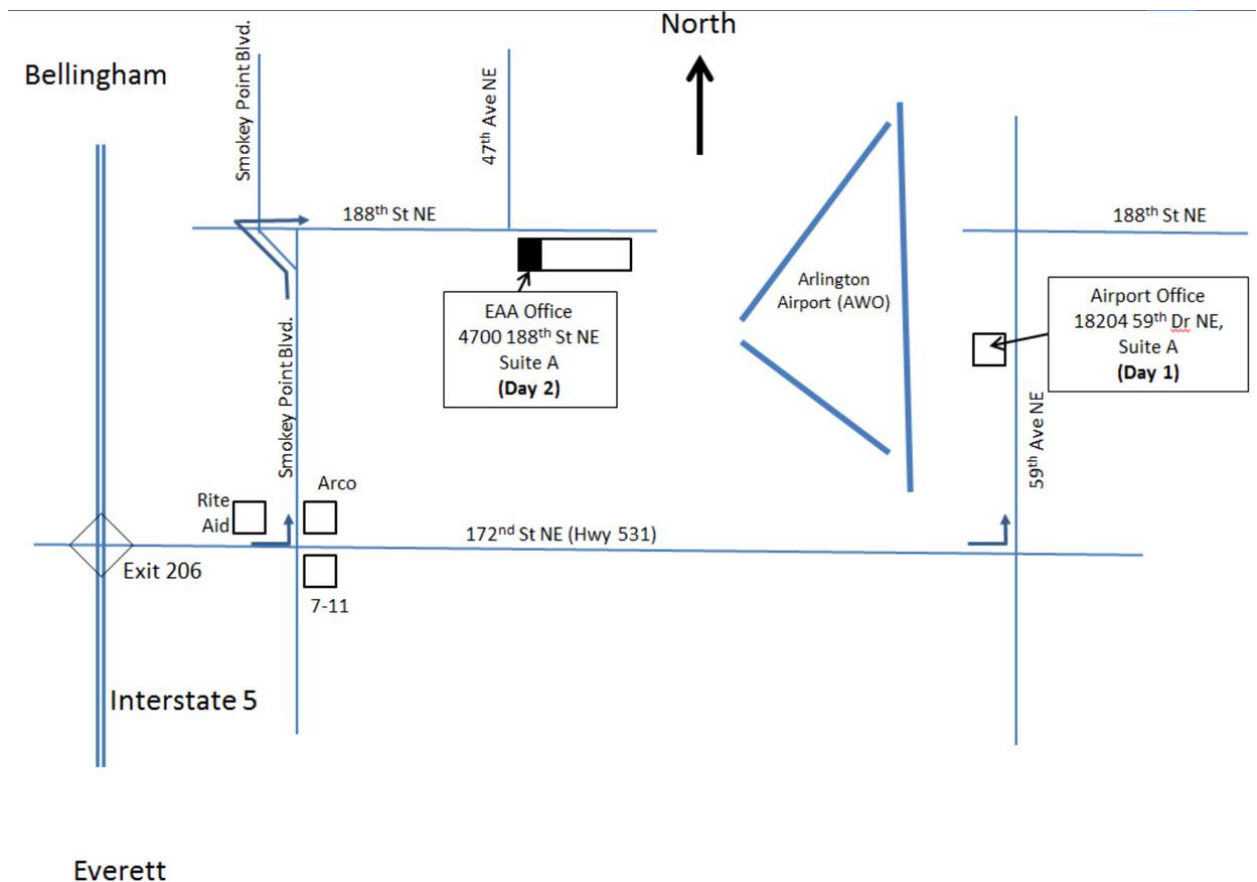 North
Bellingham
Smokey Point Blvd.
47th Ave NE
188th St NE
188th St NE
Arlington
Airport (AWO)
EAA Office
4700 188th St NE
Suite A
(Day 2)
Airport Office
18204 59th Dr NE,
Suite A
(Day 1)
Smokey Point Blvd.
59th Ave NE
Rite
Aid
Arco
172nd St NE (Hwy 531)
Exit 206
7-11
Interstate 5
Everett